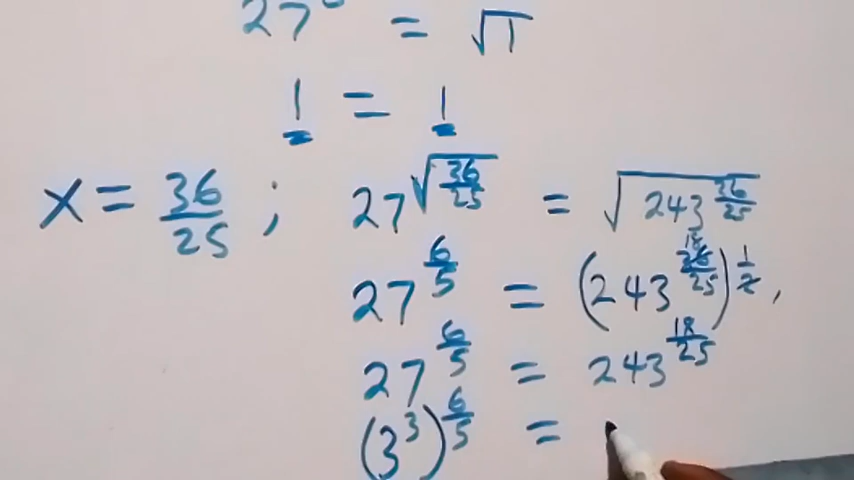 27^0 = √1
1 = 1
x = 36/25 ; 27^√(36/25) = √(243^(36/25))
27^(6/5) = (243^(36/25))^(1/2) , 18
27^(6/5) = 243^(18/25)
(3^3)^(6/5) =